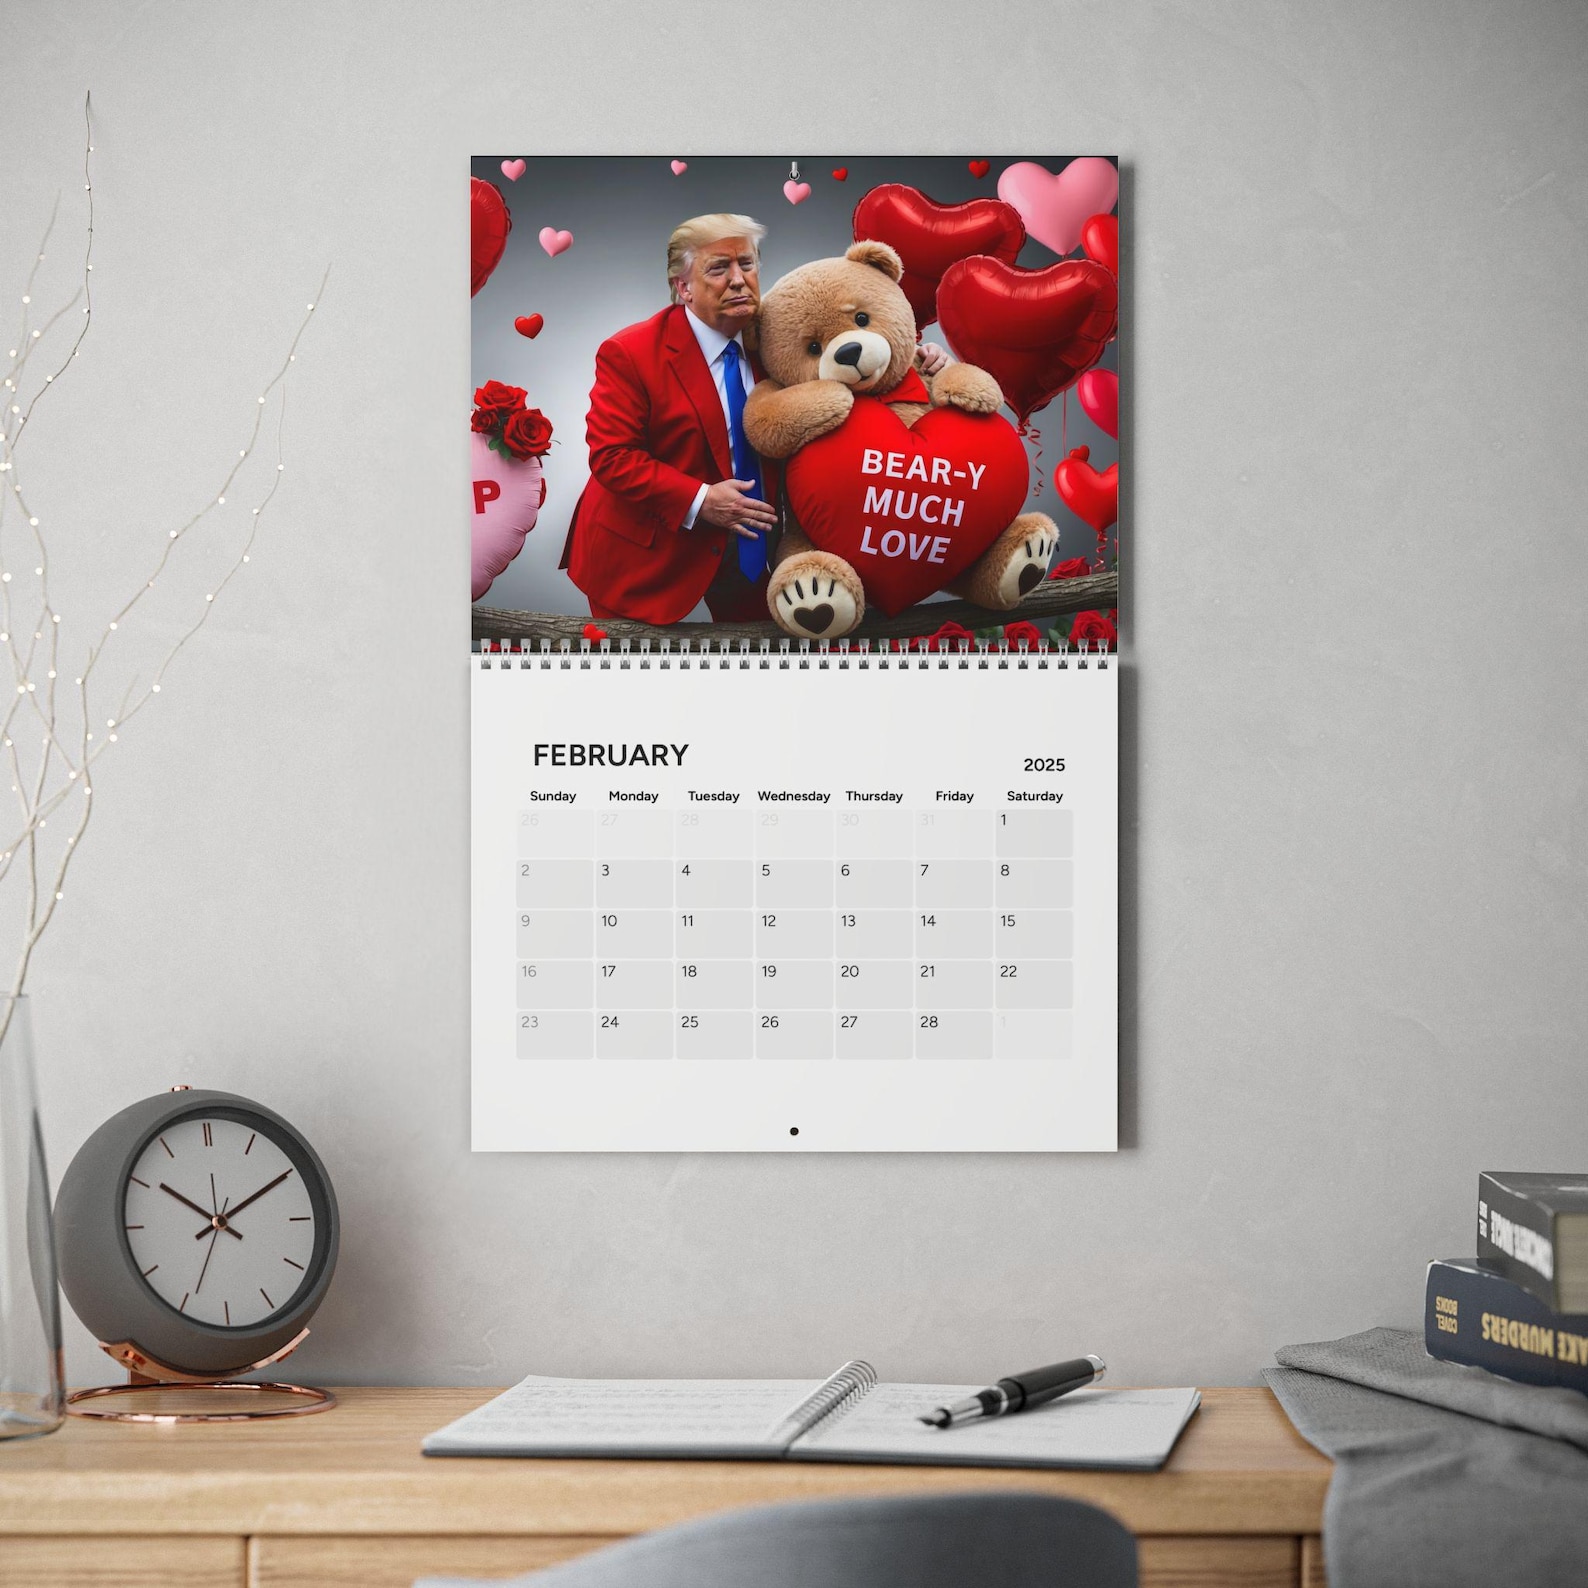 P
BEAR-Y
MUCH
LOVE
FEBRUARY
2025
Sunday Monday Tuesday Wednesday Thursday Friday Saturday
26 27 28 29 30 31 1
2 3 4 5 6 7 8
9 10 11 12 13 14 15
16 17 18 19 20 21 22
23 24 25 26 27 28 1
COVEL
BOOKS
MURDERS